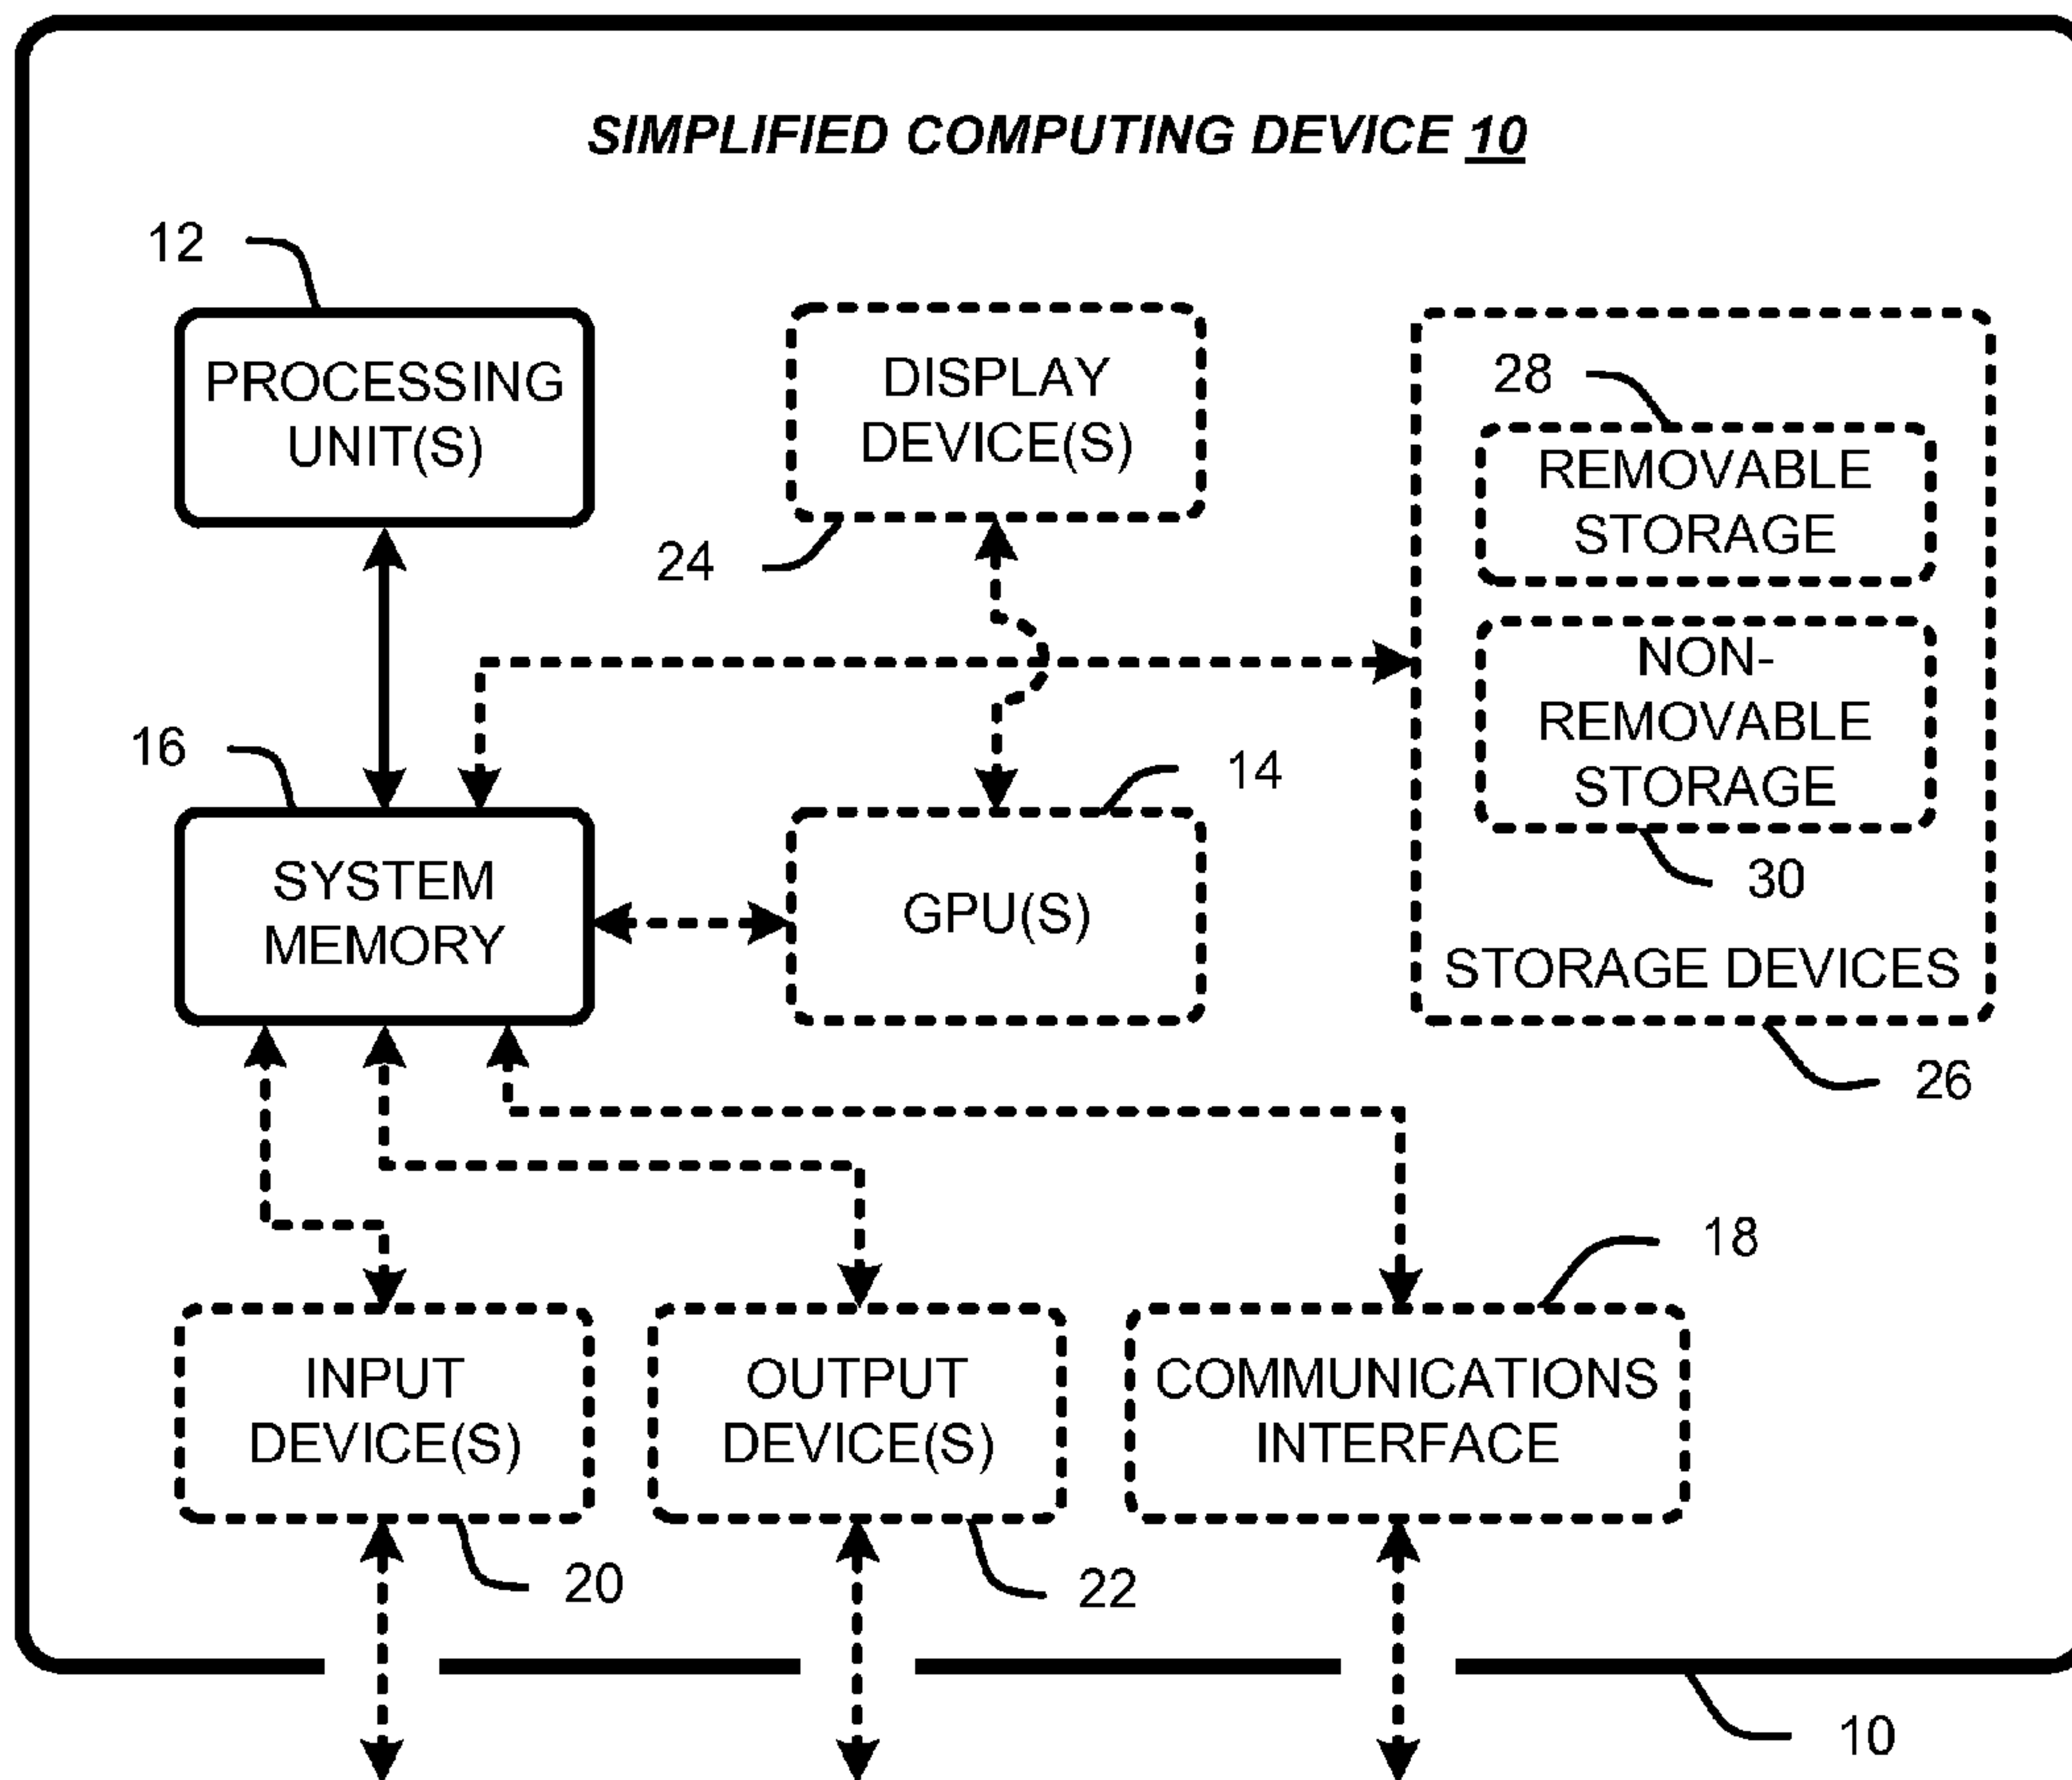 SIMPLIFIED COMPUTING DEVICE 10
12
PROCESSING
UNIT(S)
DISPLAY
DEVICE(S)
24
28
REMOVABLE
STORAGE
NON-
REMOVABLE
STORAGE
30
STORAGE DEVICES
26
16
SYSTEM
MEMORY
14
GPU(S)
18
INPUT
DEVICE(S)
20
OUTPUT
DEVICE(S)
22
COMMUNICATIONS
INTERFACE
10